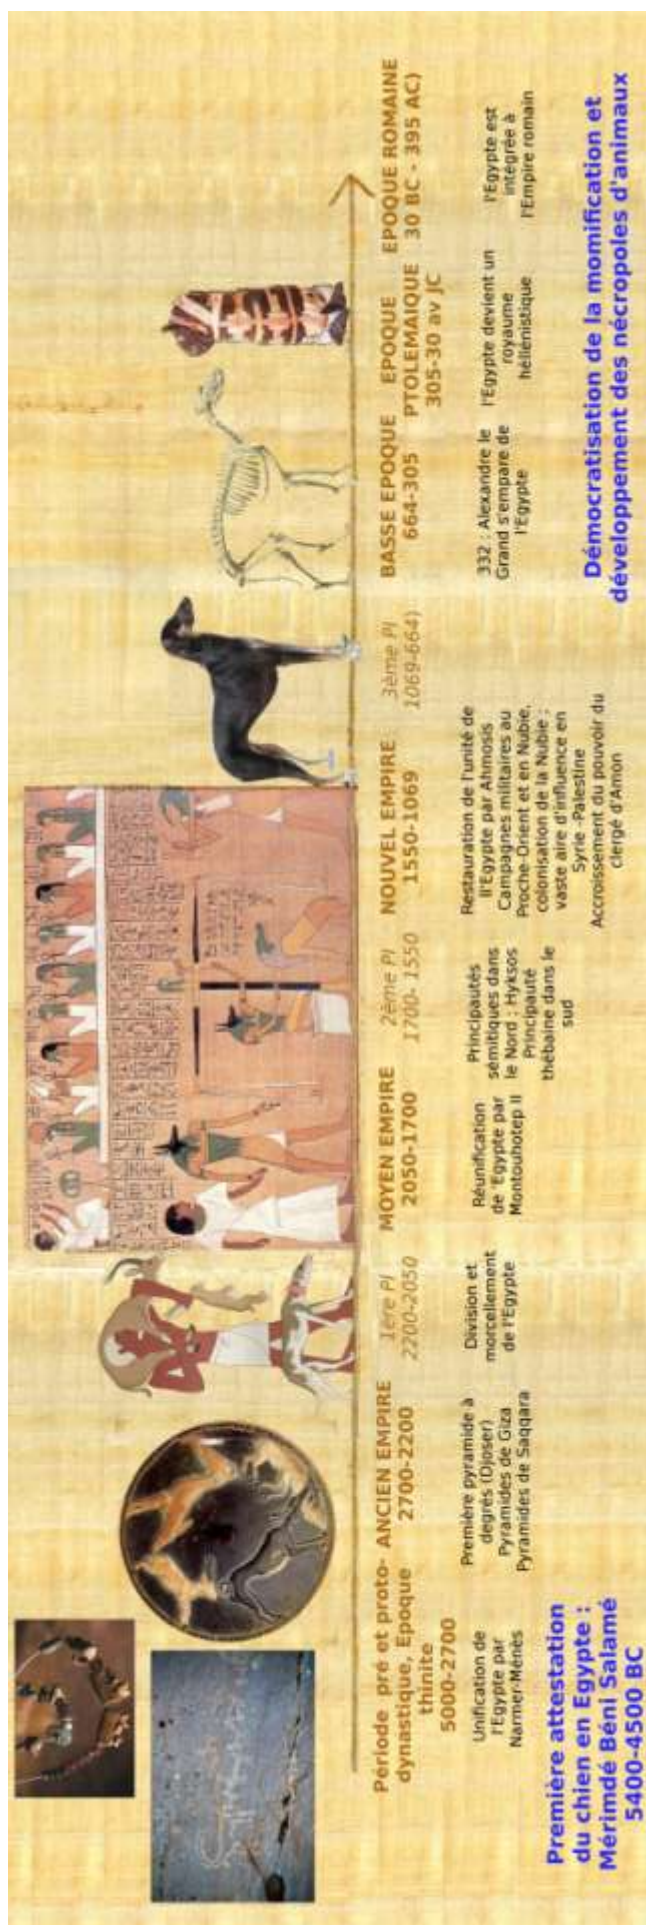 Période pré et proto-
dynastique, Epoque
thinite
5000-2700
Unification de
l'Egypte par
Narmer-Ménès
Première attestation
du chien en Egypte :
Mérimdé Béni Salamé
5400-4500 BC
ANCIEN EMPIRE
2700-2200
Première pyramide à
degrés (Djoser)
Pyramides de Giza
Pyramides de Saqqara
1ère PI
2200-2050
Division et
morcellement
de l'Egypte
MOYEN EMPIRE
2050-1700
Réunification
de 'Egypte par
Montouhotep II
2ème PI
1700- 1550
Principautés
sémitiques dans
le Nord : Hyksos
Principauté
thébaine dans le
sud
NOUVEL EMPIRE
1550-1069
Restauration de l'unité de
l'Egypte par Ahmosis
Campagnes militaires au
Proche-Orient et en Nubie,
colonisation de la Nubie ;
vaste aire d'influence en
Syrie -Palestine
Accroissement du pouvoir du
clergé d'Amon
3ème PI
1069-664)
BASSE EPOQUE
664-305
332 : Alexandre le
Grand s'empare de
l'Egypte
EPOQUE
PTOLEMAIQUE
305-30 av JC
l'Egypte devient un
royaume
hellénistique
EPOQUE ROMAINE
30 BC - 395 AC)
l'Egypte est
intégrée à
l'Empire romain
Démocratisation de la momification et
développement des nécropoles d'animaux